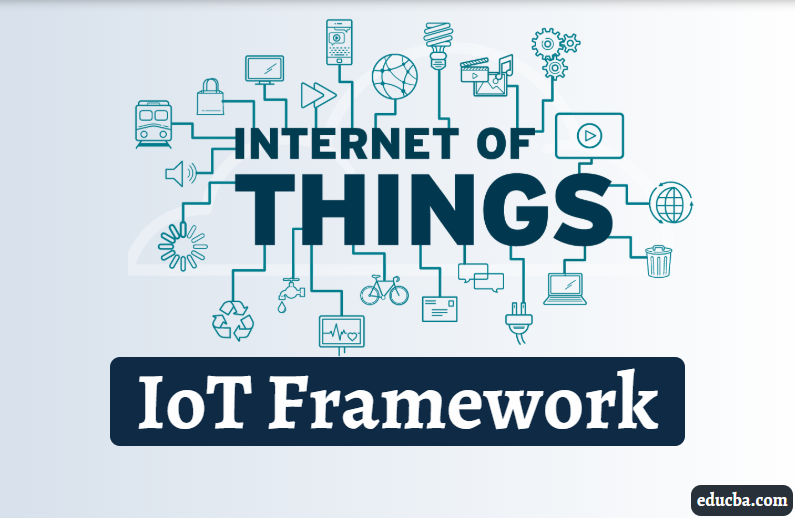 INTERNET OF
THINGS
IoT Framework
educba.com